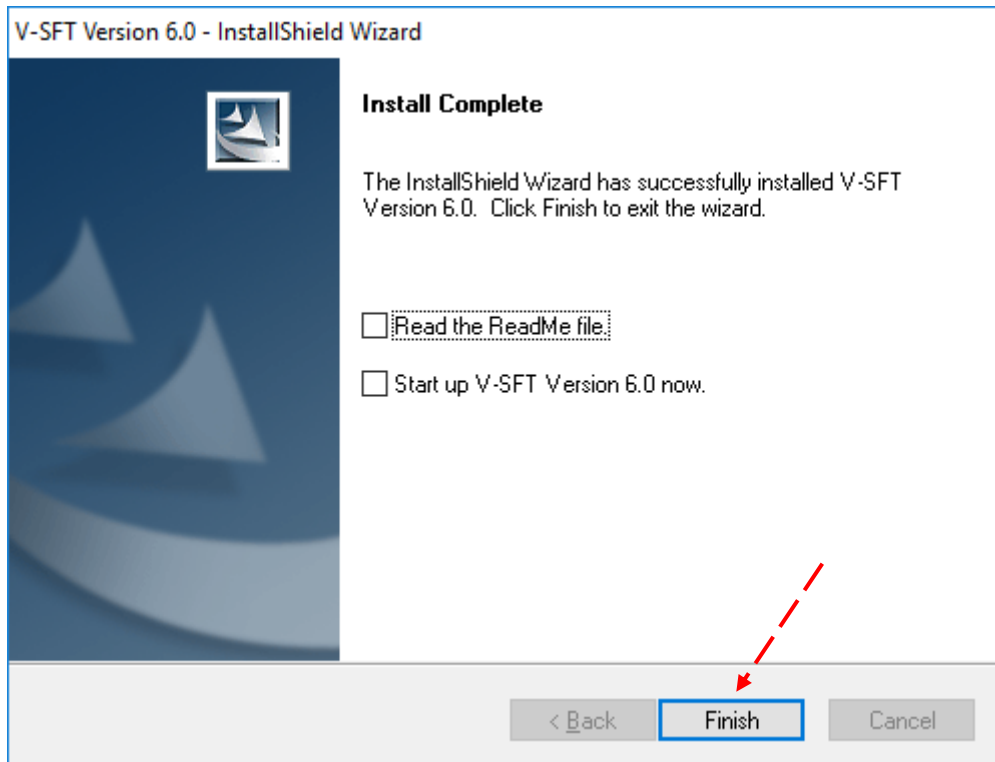 V-SFT Version 6.0 - InstallShield Wizard
Install Complete
The InstallShield Wizard has successfully installed V-SFT
Version 6.0.  Click Finish to exit the wizard.
Read the ReadMe file.
Start up V-SFT Version 6.0 now.
< Back Finish Cancel